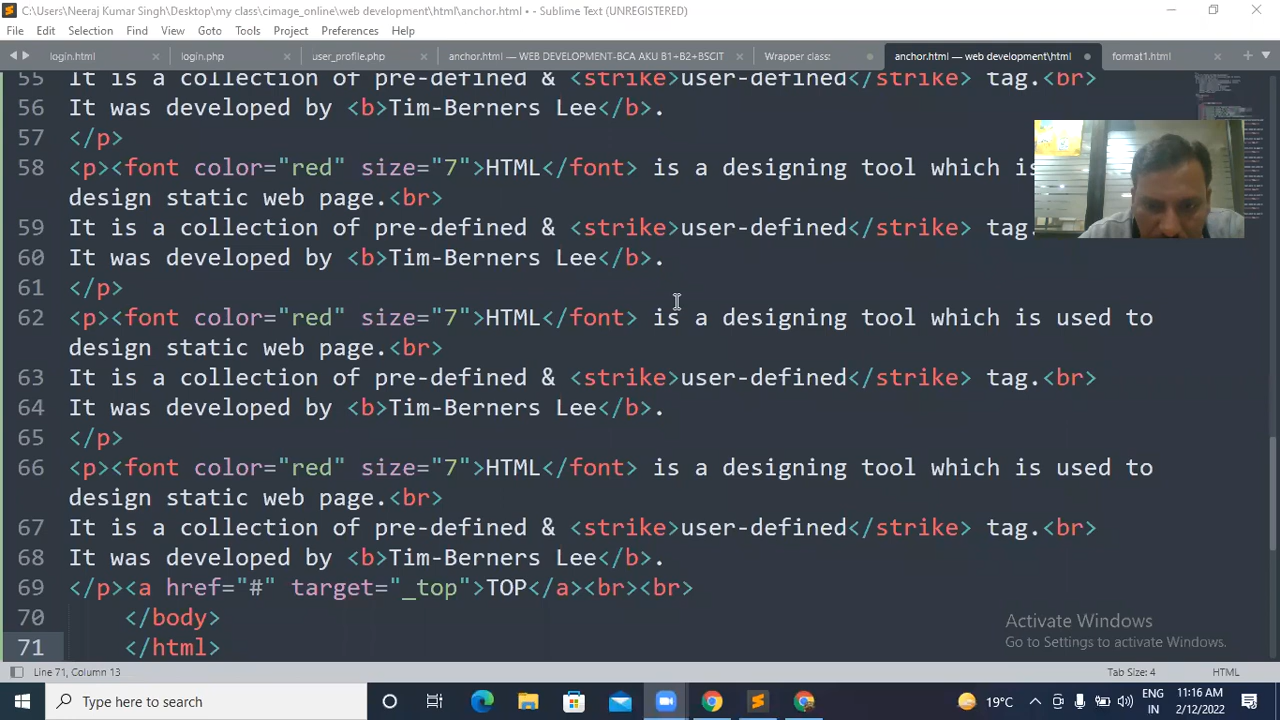 C:\Users\Neeraj Kumar Singh\Desktop\my class\cimage_online\web development\html\anchor.html • - Sublime Text (UNREGISTERED)
File Edit Selection Find View Goto Tools Project Preferences Help
login.html login.php user_profile.php anchor.html — WEB DEVELOPMENT-BCA AKU B1+B2+BSCIT Wrapper class: anchor.html — web development\html format1.html
55 It is a collection of pre-defined & <strike>user-defined</strike> tag.<br>
56 It was developed by <b>Tim-Berners Lee</b>.
57 </p>
58 <p><font color="red" size="7">HTML</font> is a designing tool which is
design static web page.<br>
59 It is a collection of pre-defined & <strike>user-defined</strike> tag.
60 It was developed by <b>Tim-Berners Lee</b>.
61 </p>
62 <p><font color="red" size="7">HTML</font> is a designing tool which is used to
design static web page.<br>
63 It is a collection of pre-defined & <strike>user-defined</strike> tag.<br>
64 It was developed by <b>Tim-Berners Lee</b>.
65 </p>
66 <p><font color="red" size="7">HTML</font> is a designing tool which is used to
design static web page.<br>
67 It is a collection of pre-defined & <strike>user-defined</strike> tag.<br>
68 It was developed by <b>Tim-Berners Lee</b>.
69 </p><a href="#" target="_top">TOP</a><br><br>
70 </body>
71 </html>
Activate Windows
Go to Settings to activate Windows.
Line 71, Column 13 Tab Size: 4 HTML
Type here to search 19°C ENG IN 11:16 AM 2/12/2022